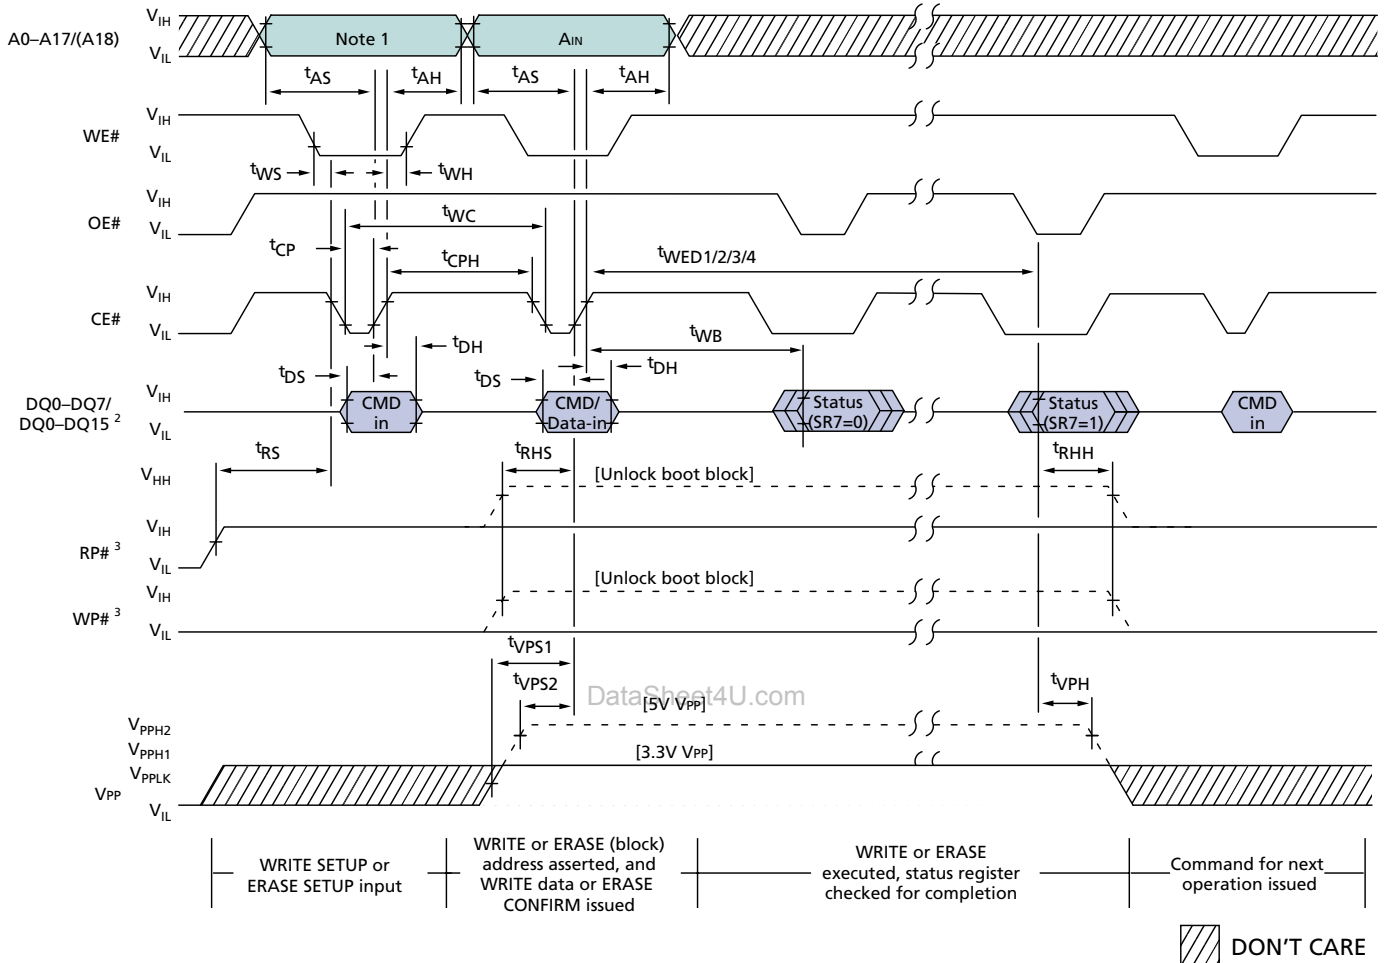 VIH
A0–A17/(A18)
VIL
Note 1
AIN
tAS
tAH
tAS
tAH
VIH
WE#
VIL
tWS
tWH
VIH
OE#
VIL
tWC
tCP
tCPH
tWED1/2/3/4
VIH
CE#
VIL
tWB
tDH
tDH
tDS
tDS
VIH
DQ0–DQ7/
DQ0–DQ15 2
VIL
CMD
in
CMD/
Data-in
Status
(SR7=0)
Status
(SR7=1)
CMD
in
tRS
tRHS
tRHH
VHH
[Unlock boot block]
VIH
RP# 3
VIL
[Unlock boot block]
VIH
WP# 3
VIL
tVPS1
tVPS2
tVPH
DataSheet4U.com
[5V VPP]
VPPH2
VPPH1
[3.3V VPP]
VPPLK
VPP
VIL
WRITE SETUP or
ERASE SETUP input
WRITE or ERASE (block)
address asserted, and
WRITE data or ERASE
CONFIRM issued
WRITE or ERASE
executed, status register
checked for completion
Command for next
operation issued
DON'T CARE